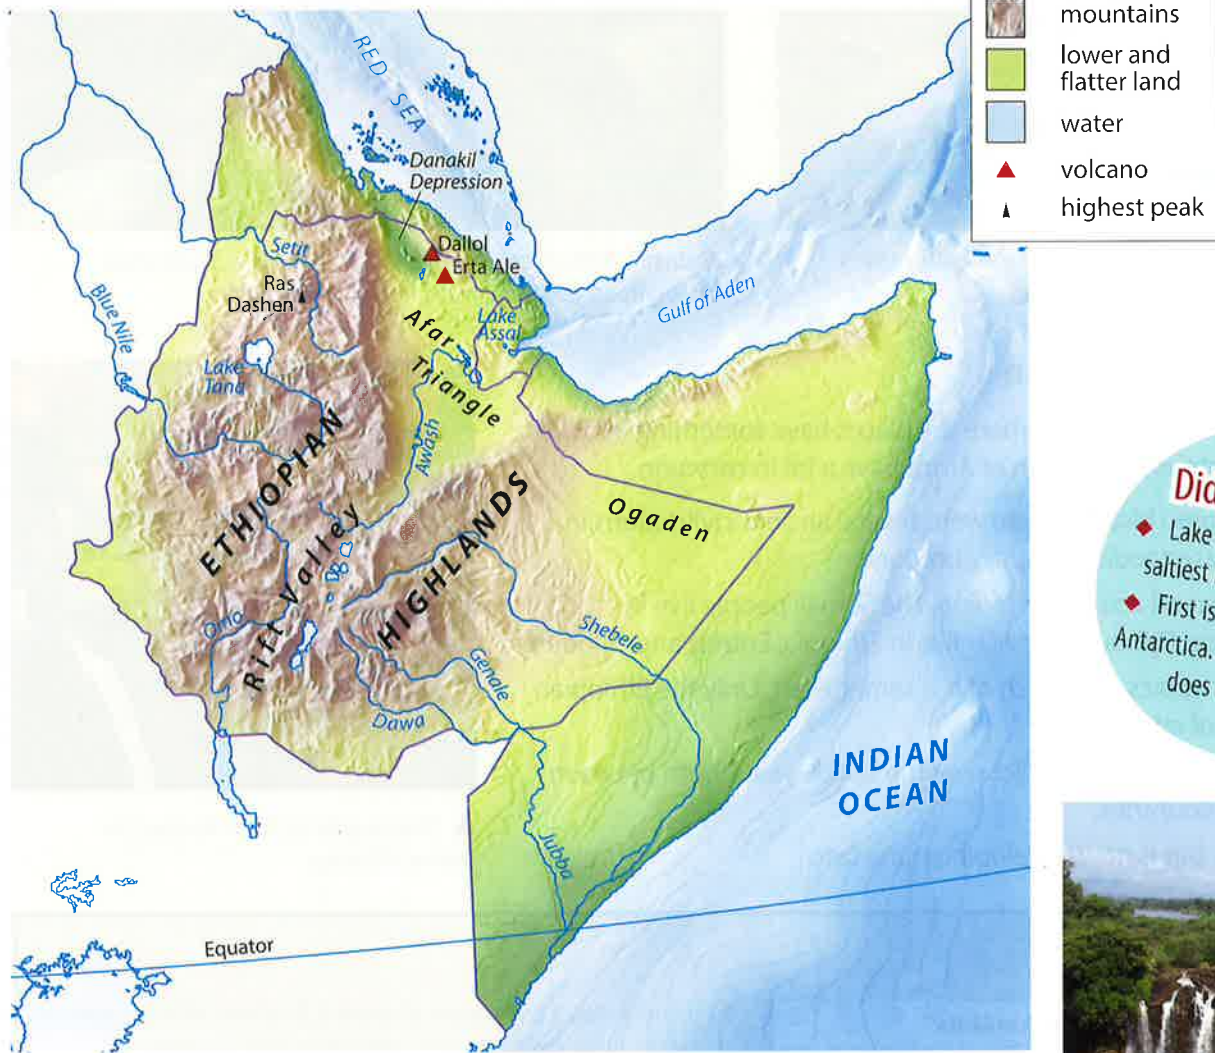 mountains
lower and
flatter land
water
volcano
highest peak
RED SEA
Danakil
Depression
Dallol
Erta Ale
Setit
Ras
Dashen
Blue Nile
Lake
Assal
Gulf of Aden
Afar
Triangle
Lake
Tana
Awash
ETHIOPIAN
HIGHLANDS
Ogaden
Rift Valley
Omo
Shebele
Genale
Dawa
INDIAN
OCEAN
Jubba
Equator
Did
Lake
saltiest
First is
Antarctica.
does